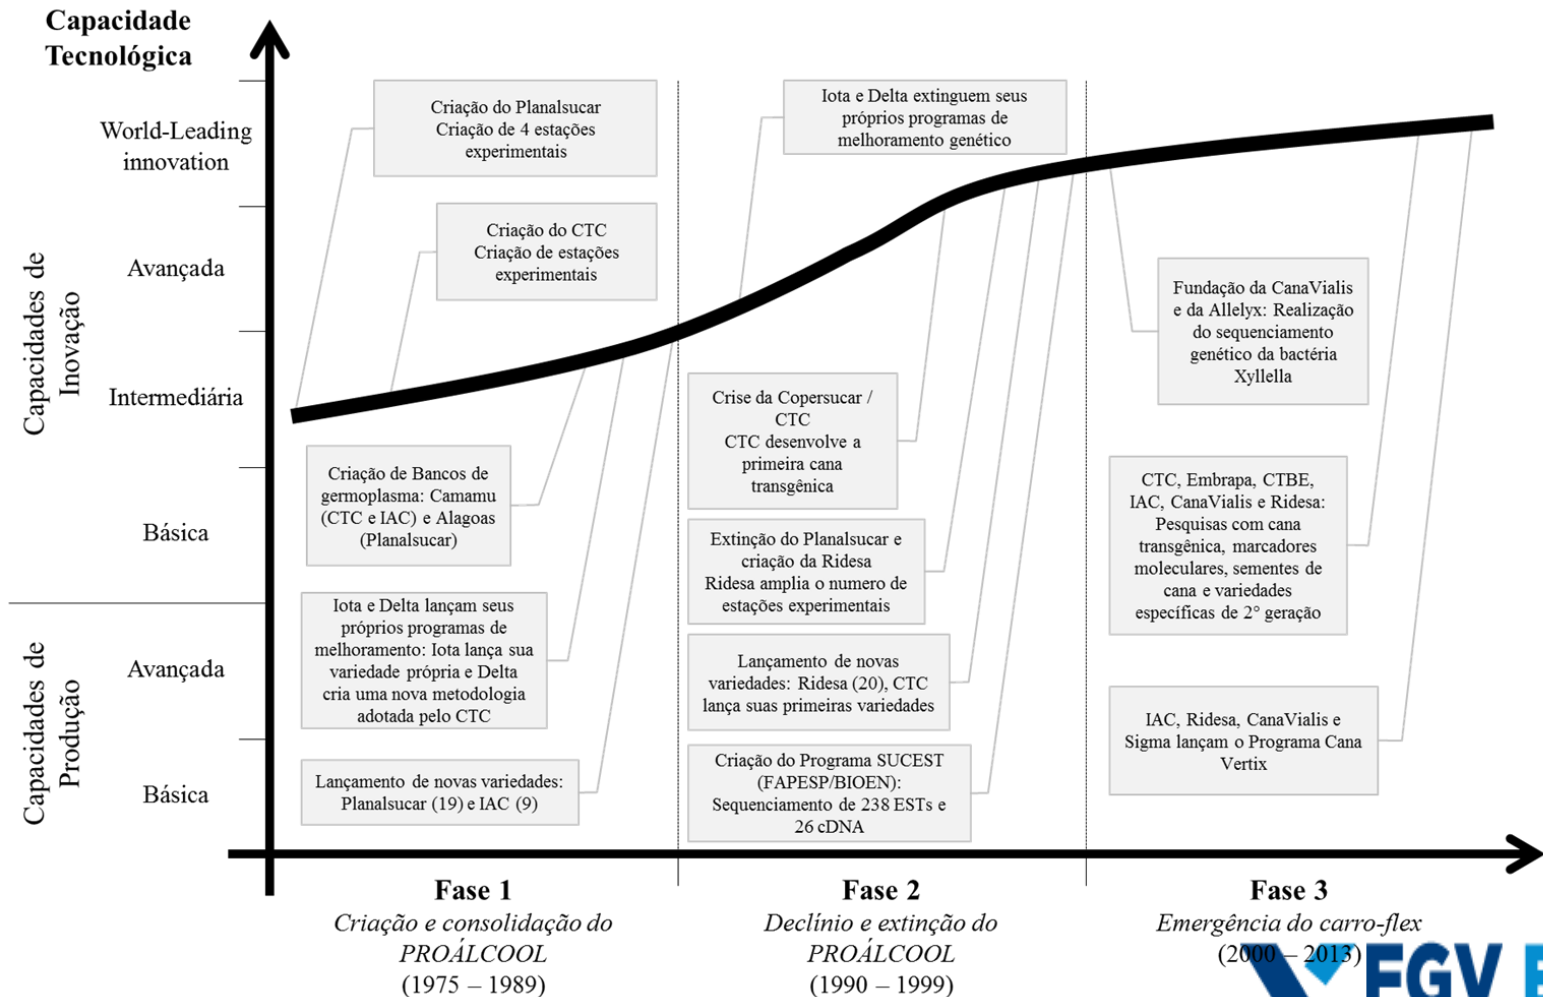 Capacidade
Tecnológica
World-Leading
innovation
Avançada
Intermediária
Básica
Avançada
Básica
Capacidades de
Inovação
Capacidades de
Produção
Criação do Planalsucar
Criação de 4 estações
experimentais
Criação do CTC
Criação de estações
experimentais
Criação de Bancos de
germoplasma: Camamu
(CTC e IAC) e Alagoas
(Planalsucar)
Iota e Delta lançam seus
próprios programas de
melhoramento: Iota lança sua
variedade própria e Delta
cria uma nova metodologia
adotada pelo CTC
Lançamento de novas variedades:
Planalsucar (19) e IAC (9)
Iota e Delta extinguem seus
próprios programas de
melhoramento genético
Crise da Copersucar /
CTC
CTC desenvolve a
primeira cana
transgênica
Extinção do Planalsucar e
criação da Ridesa
Ridesa amplia o numero de
estações experimentais
Lançamento de novas
variedades: Ridesa (20), CTC
lança suas primeiras variedades
Criação do Programa SUCEST
(FAPESP/BIOEN):
Sequenciamento de 238 ESTs e
26 cDNA
Fundação da CanaVialis
e da Allelyx: Realização
do sequenciamento
genético da bactéria
Xyllella
CTC, Embrapa, CTBE,
IAC, CanaVialis e Ridesa:
Pesquisas com cana
transgênica, marcadores
moleculares, sementes de
cana e variedades
específicas de 2° geração
IAC, Ridesa, CanaVialis e
Sigma lançam o Programa Cana
Vertix
Fase 1
Criação e consolidação do
PROÁLCOOL
(1975 – 1989)
Fase 2
Declínio e extinção do
PROÁLCOOL
(1990 – 1999)
Fase 3
Emergência do carro-flex
(2000 – 2013)
FGV